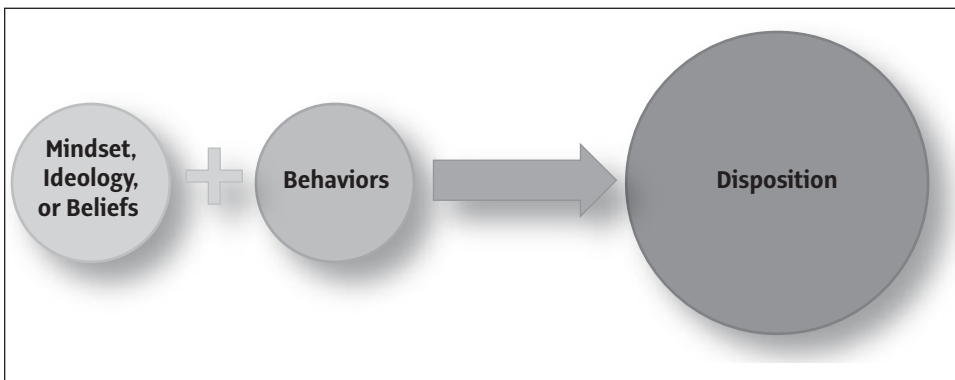 Mindset,
Ideology,
or Beliefs
Behaviors
Disposition